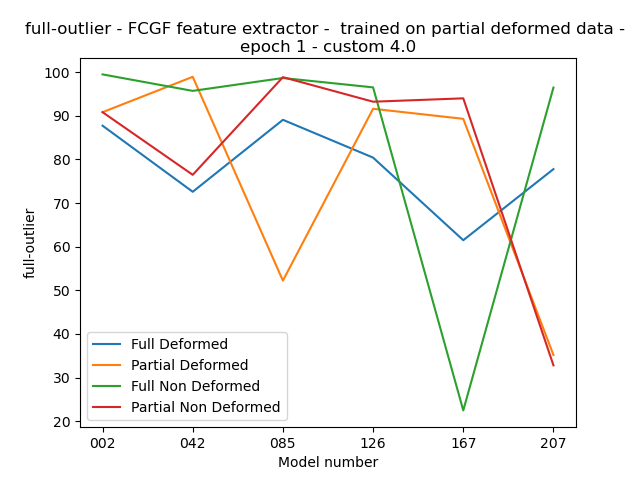 full-outlier - FCGF feature extractor -  trained on partial deformed data -
epoch 1 - custom 4.0
100
90
80
70
60
50
40
30
20
full-outlier
Full Deformed
Partial Deformed
Full Non Deformed
Partial Non Deformed
002 042 085 126 167 207
Model number